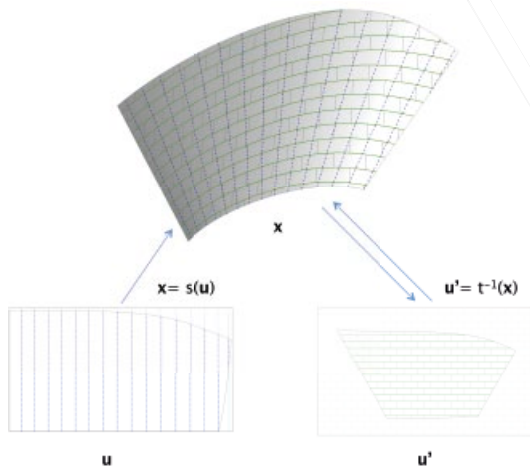 x
x= s(u)
u'= t⁻¹(x)
u
u'